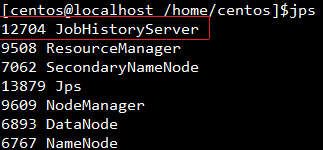 [centos@localhost /home/centos]$jps
12704 JobHistoryServer
9508 ResourceManager
7062 SecondaryNameNode
13879 Jps
9609 NodeManager
6893 DataNode
6767 NameNode